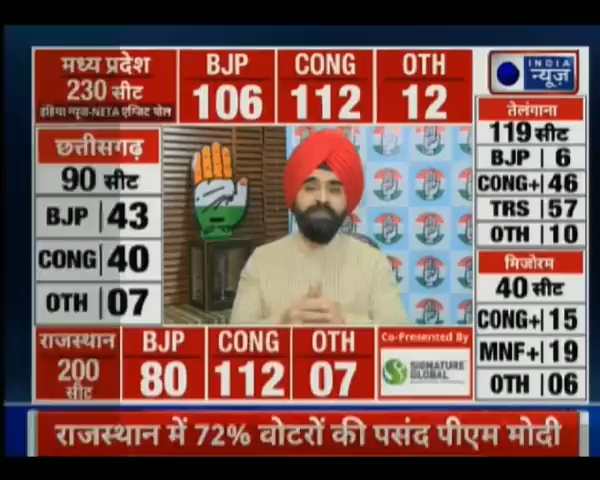 मध्य प्रदेश
230 सीट
इंडिया न्यूज-NETA एग्जिट पोल
BJP
106
CONG
112
OTH
12
INDIA
न्यूज़
छत्तीसगढ़
90 सीट
BJP 43
CONG 40
OTH 07
तेलंगाना
119 सीट
BJP 6
CONG+ 46
TRS 57
OTH 10
मिजोरम
40 सीट
CONG+ 15
MNF+ 19
OTH 06
राजस्थान
200
सीट
BJP
80
CONG
112
OTH
07
Co-Presented By
SIGNATURE
GLOBAL
राजस्थान में 72% वोटरों की पसंद पीएम मोदी